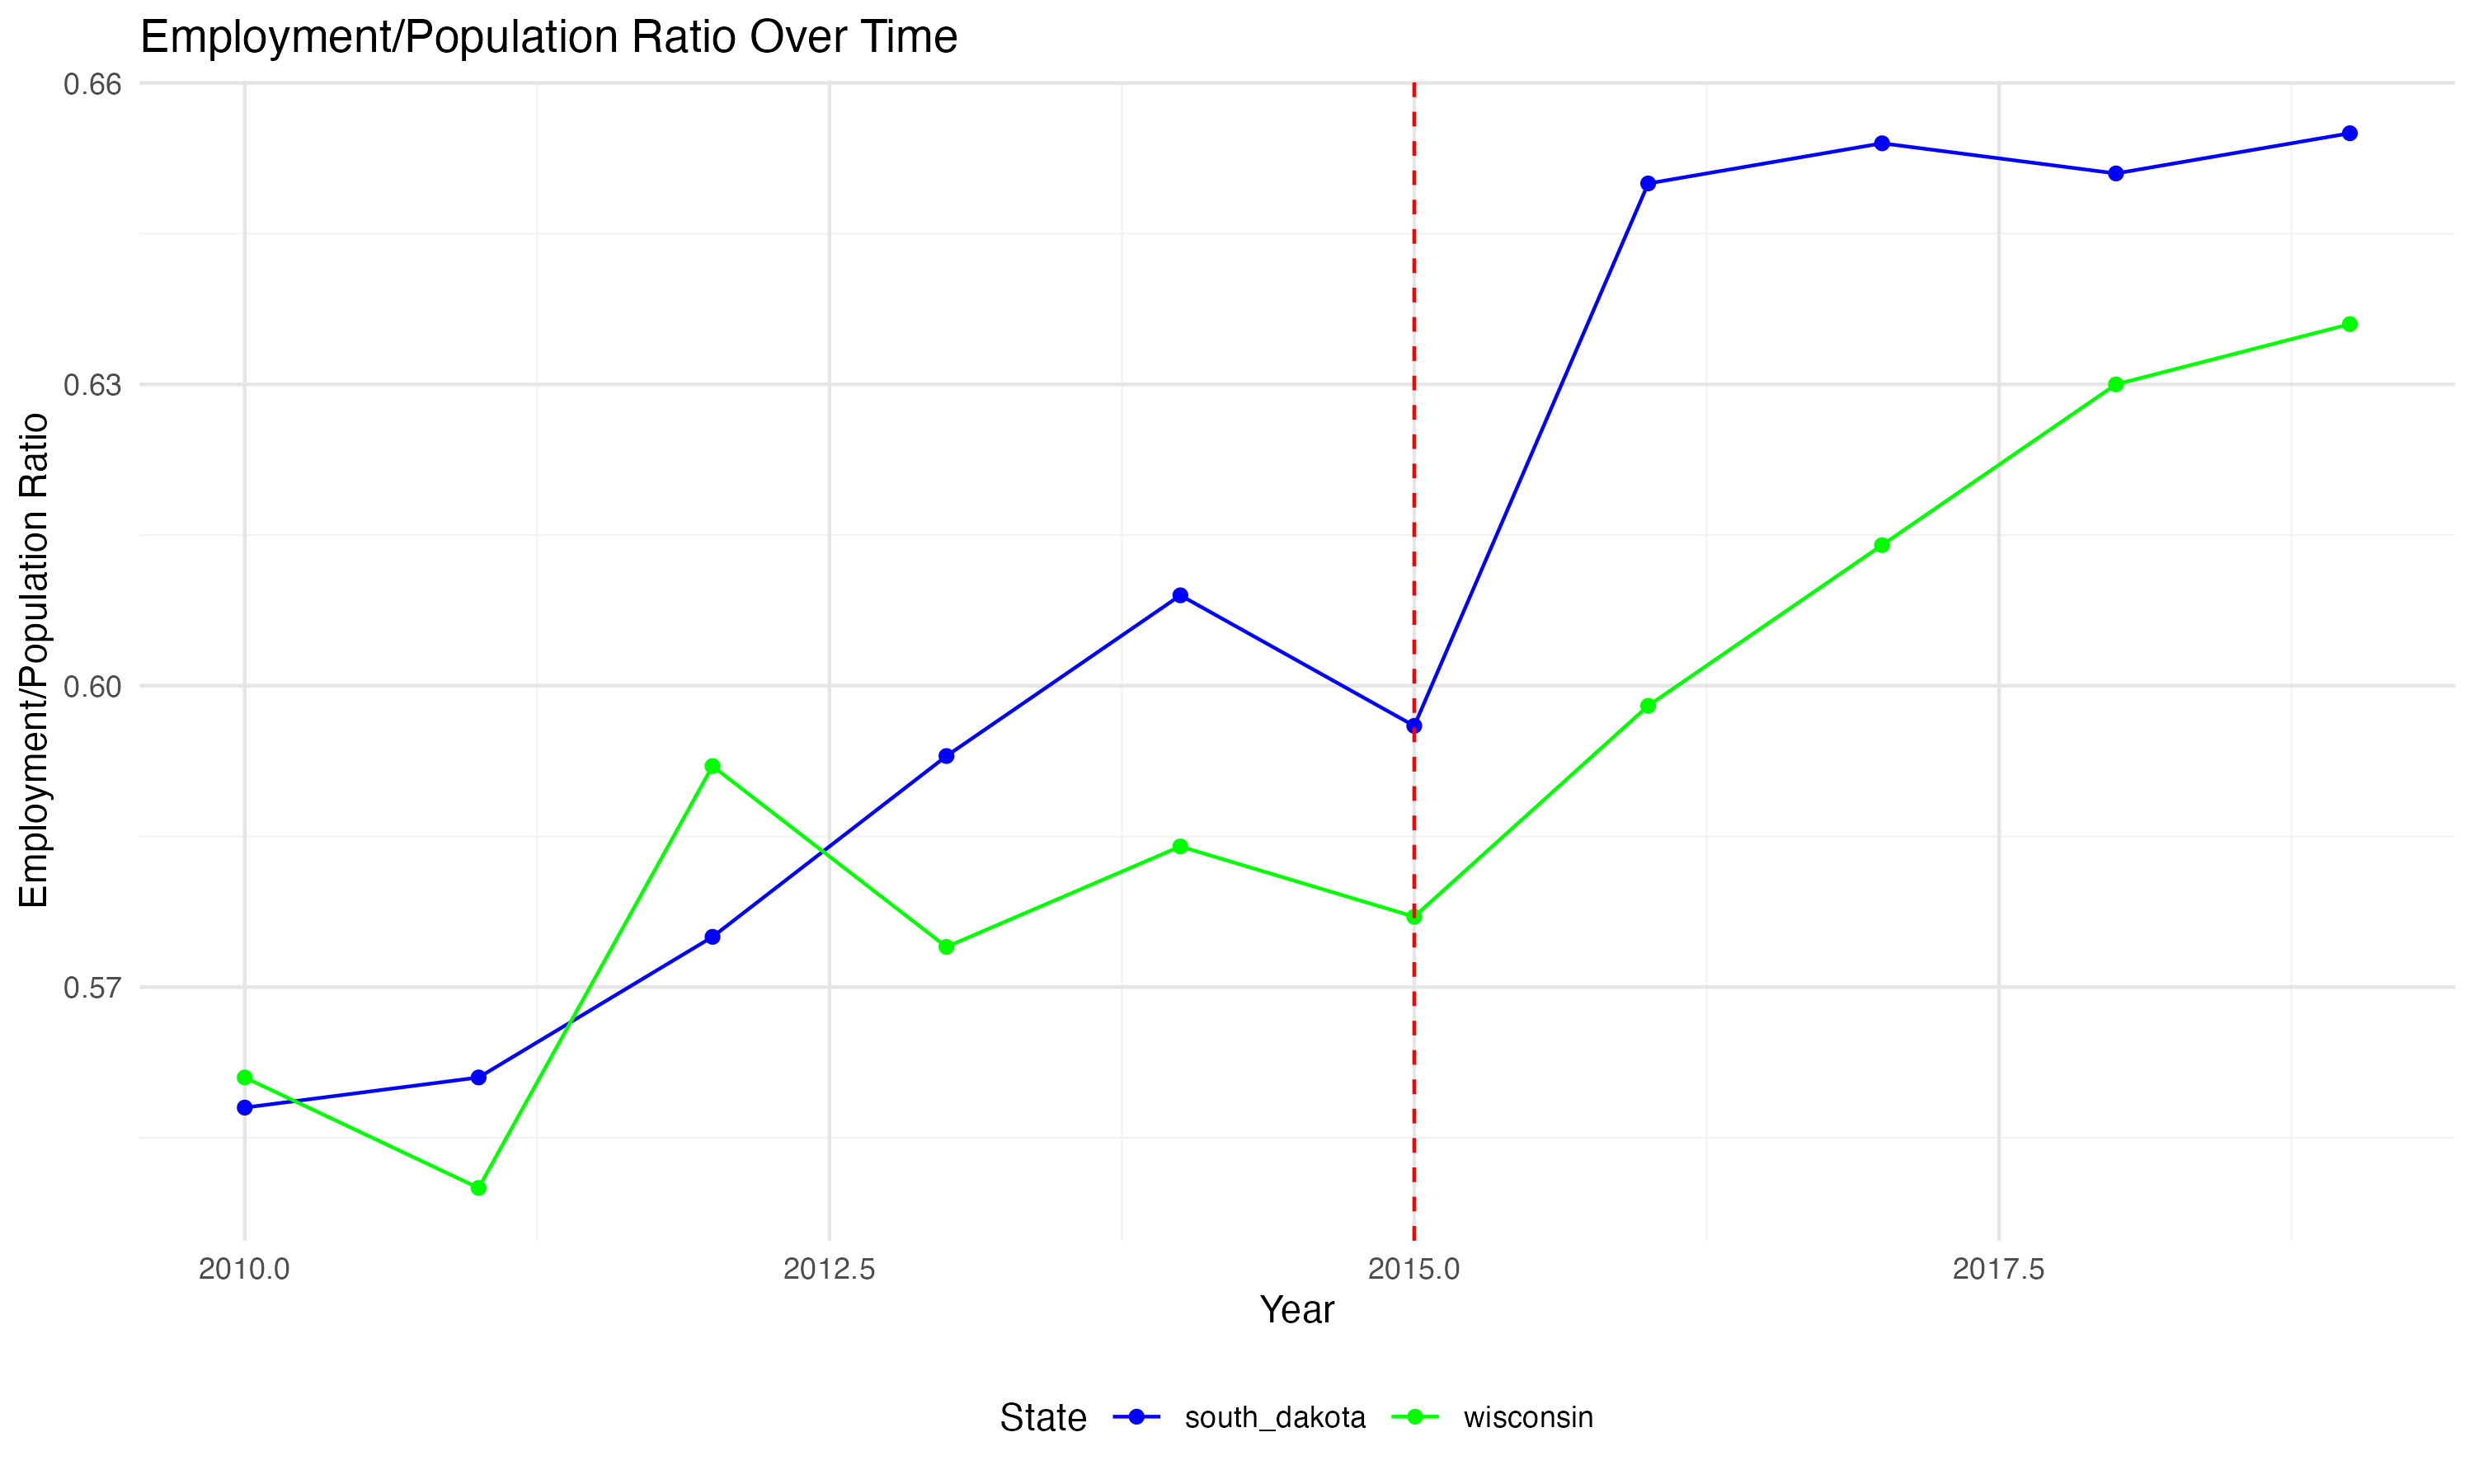 Employment/Population Ratio Over Time
Employment/Population Ratio
0.66
0.63
0.60
0.57
2010.0 2012.5 2015.0 2017.5
Year
State south_dakota wisconsin